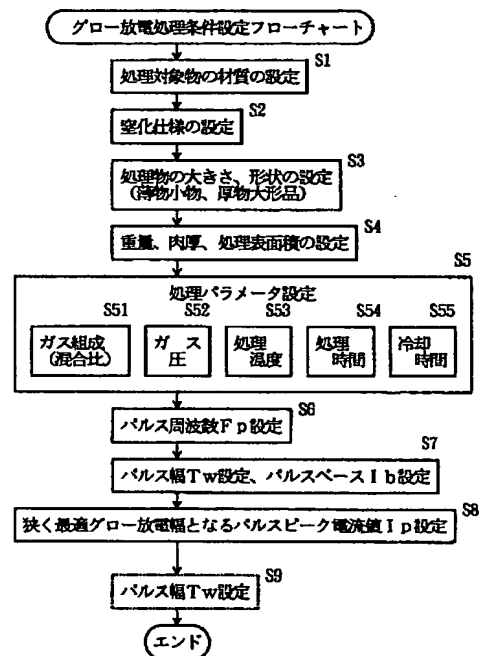 グロー放電処理条件設定フローチャート
S1
処理対象物の材質の設定
S2
窒化仕様の設定
S3
処理物の大きさ、形状の設定
(薄物小物、厚物大形品)
S4
重量、肉厚、処理表面積の設定
S5
処理パラメータ設定
S51
S52
S53
S54
S55
ガス組成
(混合比)
ガス
圧
処理
温度
処理
時間
冷却
時間
S6
パルス周波数Fp設定
S7
パルス幅Tw設定、パルスベースIb設定
S8
狭く最適グロー放電幅となるパルスピーク電流値Ip設定
S9
パルス幅Tw設定
エンド